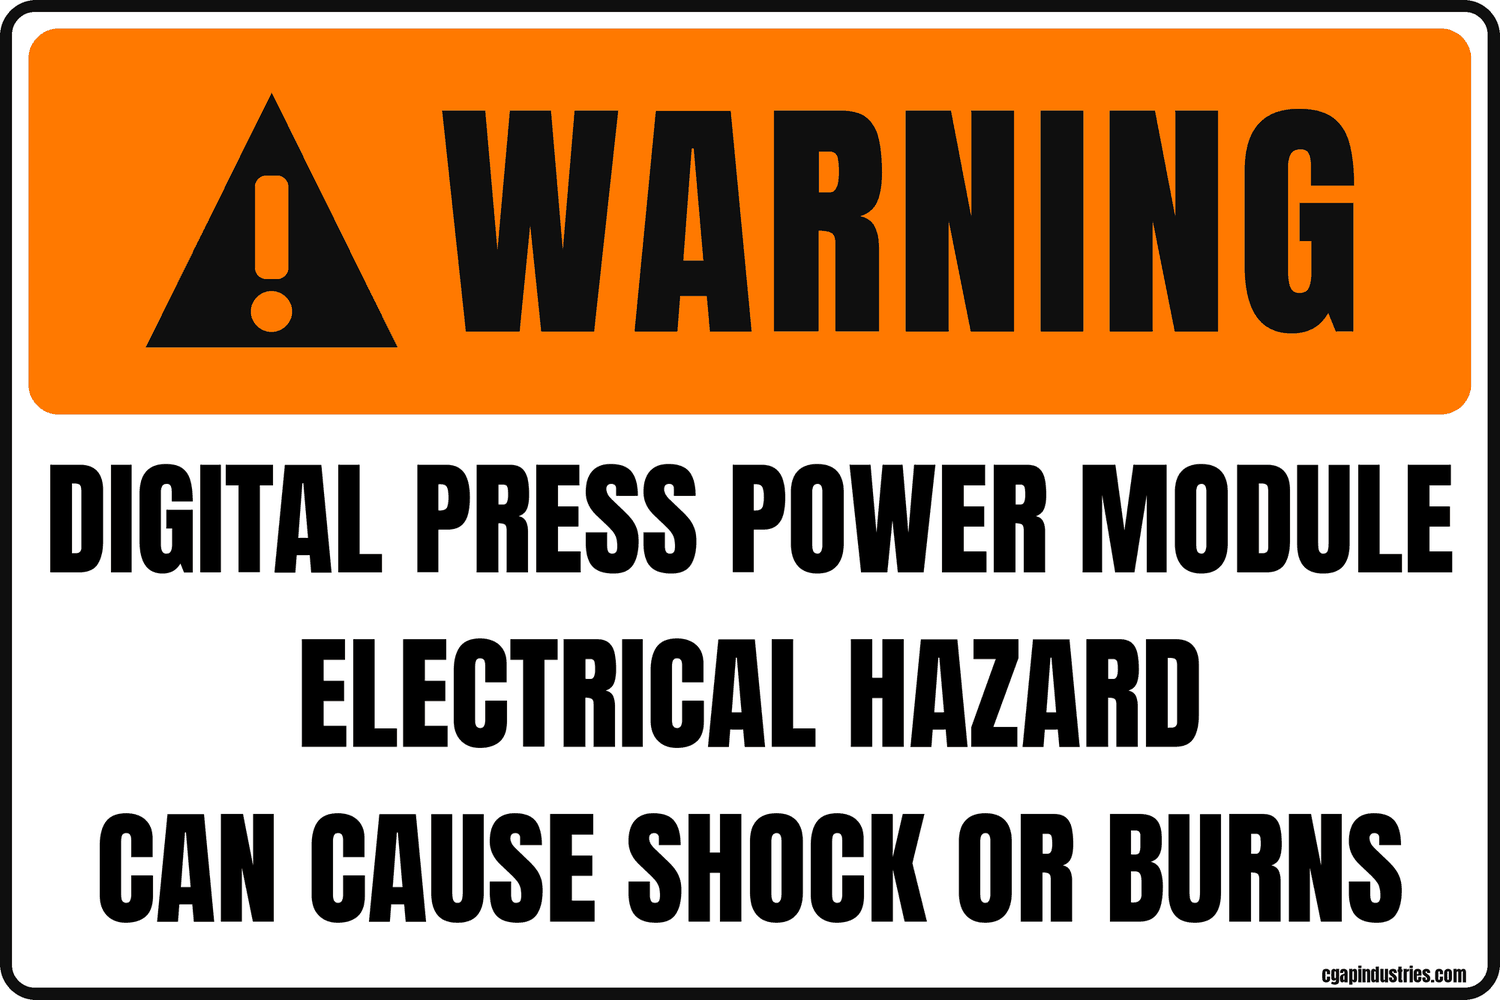 WARNING
DIGITAL PRESS POWER MODULE
ELECTRICAL HAZARD
CAN CAUSE SHOCK OR BURNS
cgapindustries.com